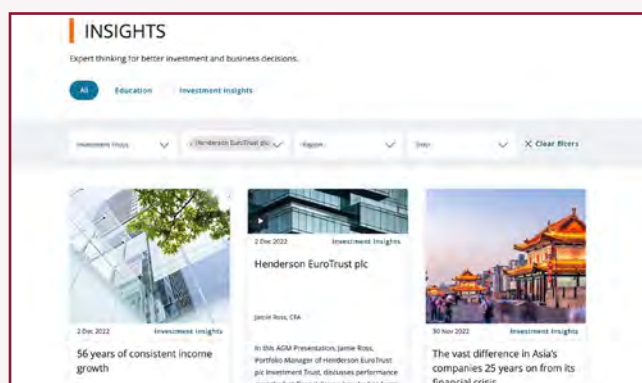 INSIGHTS
Expert thinking for better investment and business decisions.
All
Education
Investment Insights
Investment Trusts
Henderson EuroTrust plc
Region
Clear filters
2 Dec 2022
Investment Insights
56 years of consistent income
growth
2 Dec 2022
Investment Insights
Henderson EuroTrust plc
Jamie Ross, CFA
In this AGM Presentation, Jamie Ross,
Portfolio Manager of Henderson EuroTrust
plc Investment Trust, discusses performance
30 Nov 2022
Investment Insights
The vast difference in Asia's
companies 25 years on from its
financial crisis